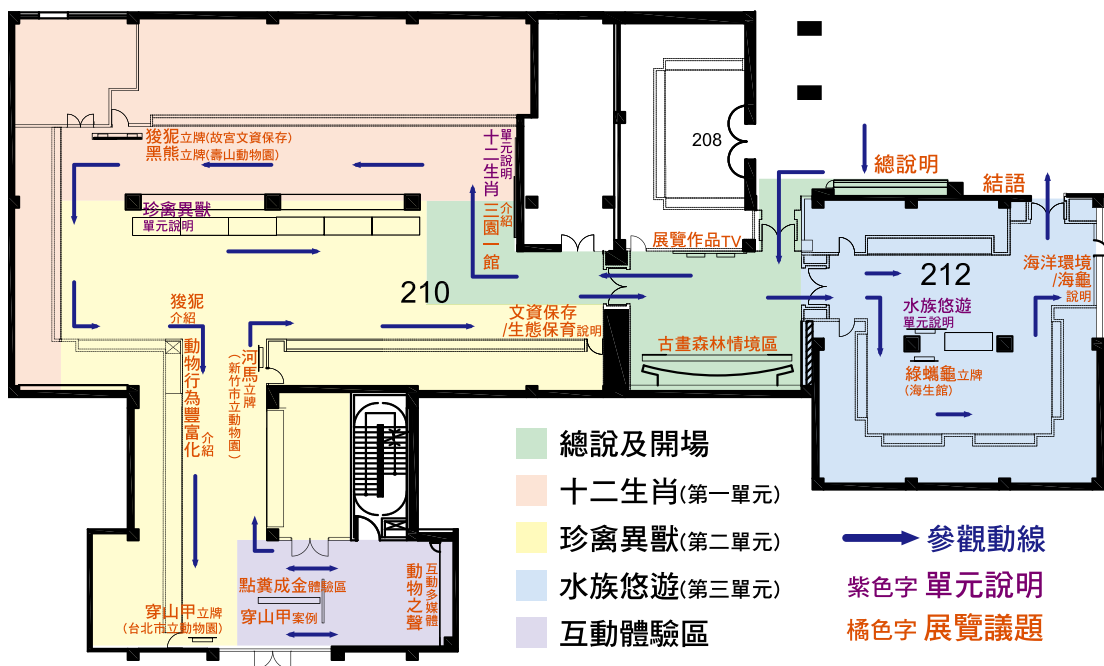 狻猊立牌(故宮文資保存)
黑熊立牌(壽山動物園)
十二生肖
單元說明
三園一館
介紹
珍禽異獸
單元說明
210
208
展覽作品TV
總說明
結語
212
海洋環境
/海龜
說明
水族悠遊
單元說明
綠蠵龜立牌
(海生館)
文資保存
/生態保育說明
古畫森林情境區
狻猊
介紹
動物行為豐富化
介紹
河馬立牌
(新竹市立動物園)
穿山甲立牌
(台北市立動物園)
點糞成金體驗區
穿山甲案例
動物之聲
互動多媒體
總說及開場
十二生肖(第一單元)
珍禽異獸(第二單元)
水族悠遊(第三單元)
互動體驗區
參觀動線
紫色字 單元說明
橘色字 展覽議題